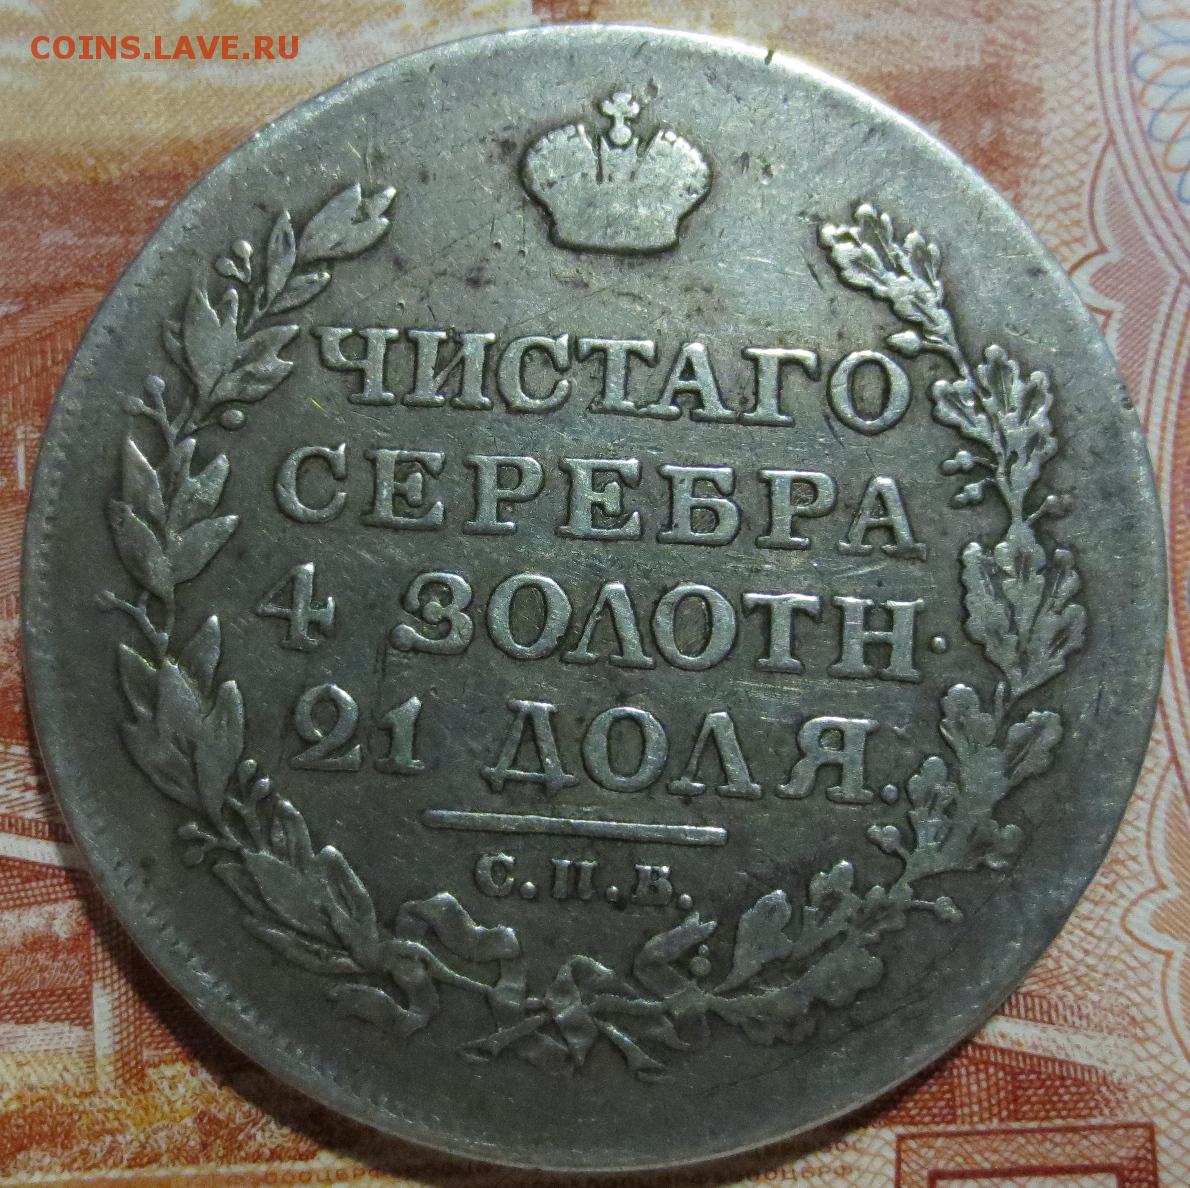 COINS.LAVE.RU
ЧИСТАГО
СЕРЕБРА
4 ЗОЛОТН.
21 ДОЛЯ.
С.П.Б.